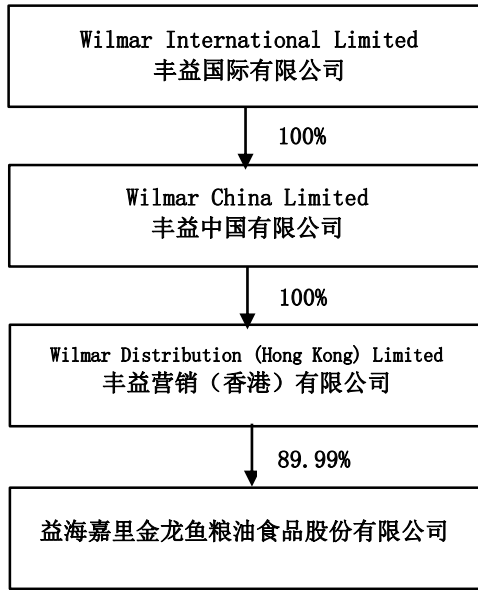 Wilmar International Limited
丰益国际有限公司
100%
Wilmar China Limited
丰益中国有限公司
100%
Wilmar Distribution (Hong Kong) Limited
丰益营销（香港）有限公司
89.99%
益海嘉里金龙鱼粮油食品股份有限公司